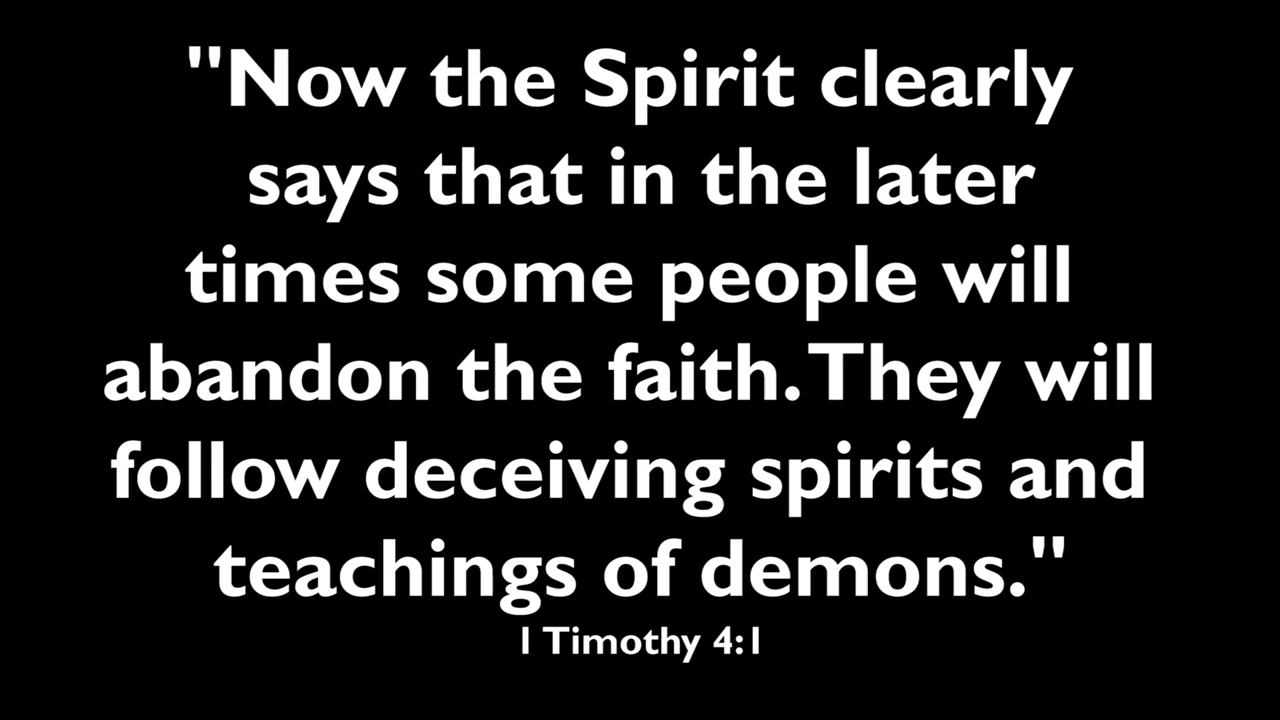 "Now the Spirit clearly
says that in the later
times some people will
abandon the faith. They will
follow deceiving spirits and
teachings of demons."
1 Timothy 4:1